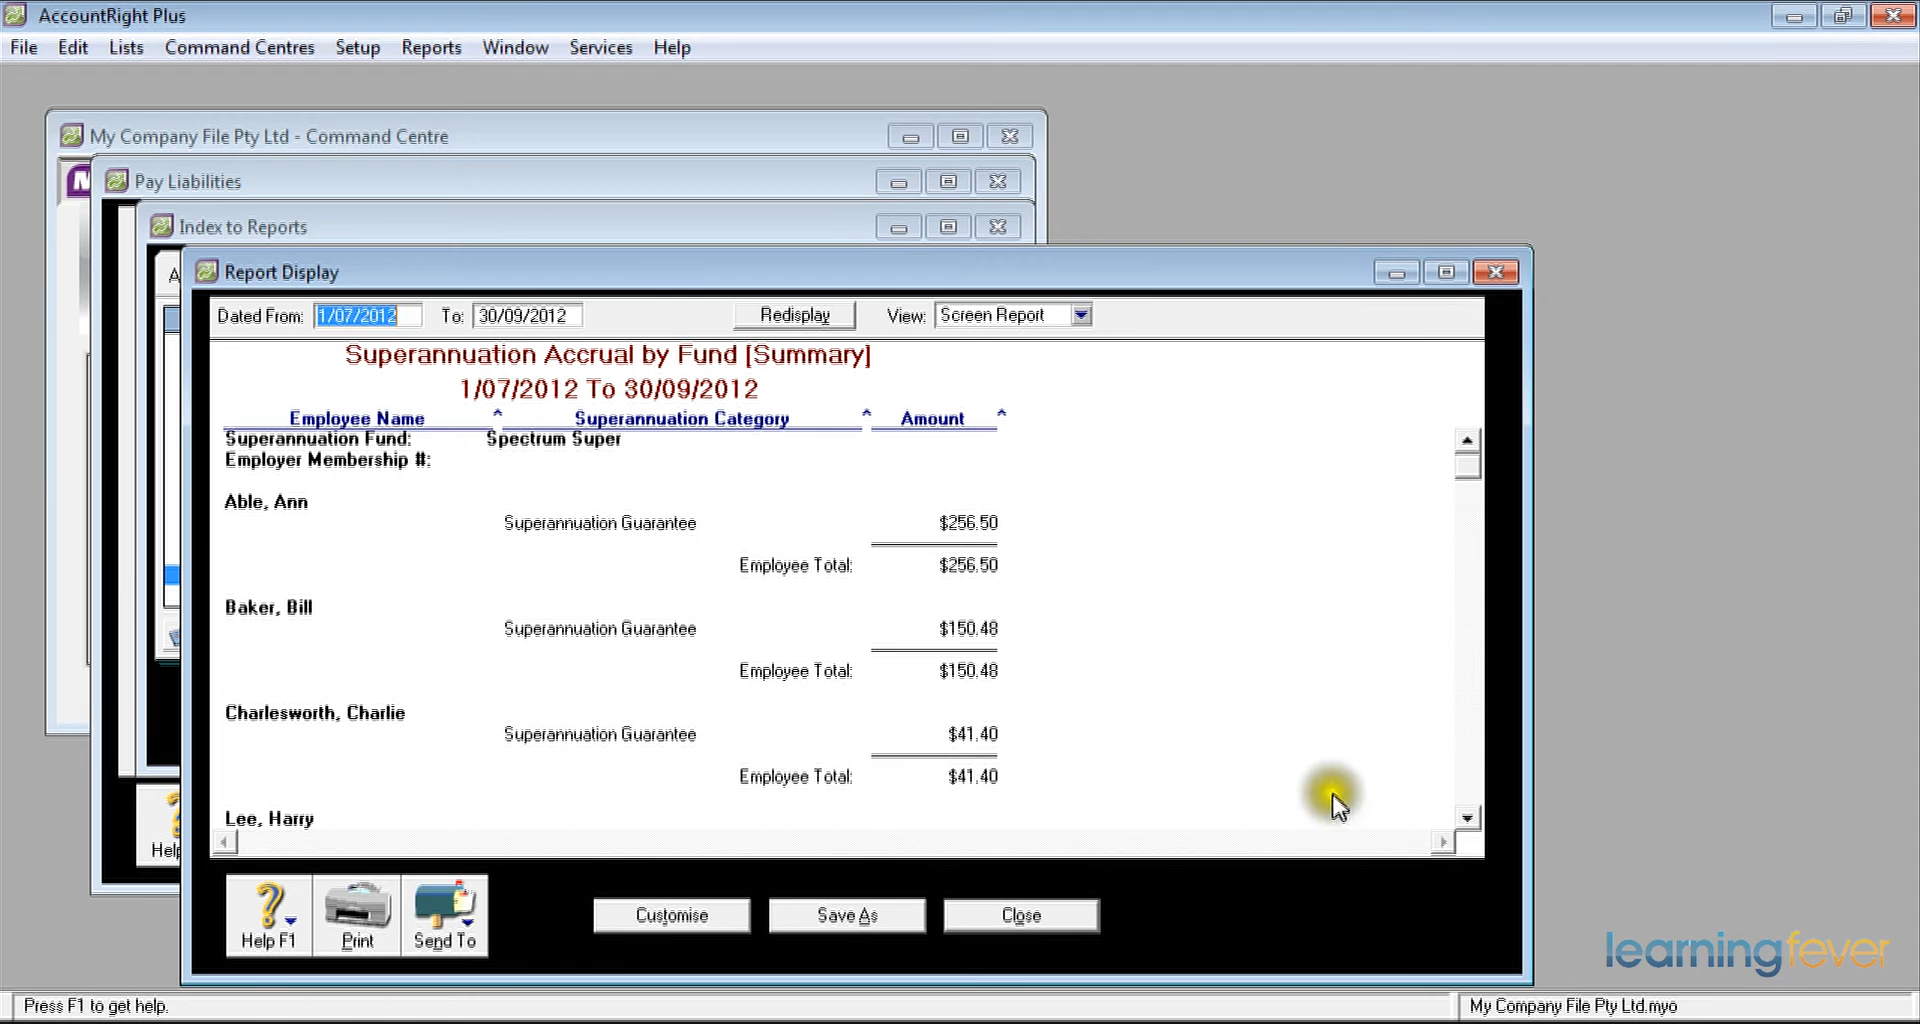 AccountRight Plus
File Edit Lists Command Centres Setup Reports Window Services Help
My Company File Pty Ltd - Command Centre
Pay Liabilities
Index to Reports
Report Display
Dated From: 1/07/2012 To: 30/09/2012 Redisplay View: Screen Report
Superannuation Accrual by Fund [Summary]
1/07/2012 To 30/09/2012
Employee Name ^ Superannuation Category ^ Amount ^
Superannuation Fund: Spectrum Super
Employer Membership #:
Able, Ann
Superannuation Guarantee $256.50
Employee Total: $256.50
Baker, Bill
Superannuation Guarantee $150.48
Employee Total: $150.48
Charlesworth, Charlie
Superannuation Guarantee $41.40
Employee Total: $41.40
Lee, Harry
Help F1 Print Send To Customise Save As Close
learningfever
Press F1 to get help. My Company File Pty Ltd.myo